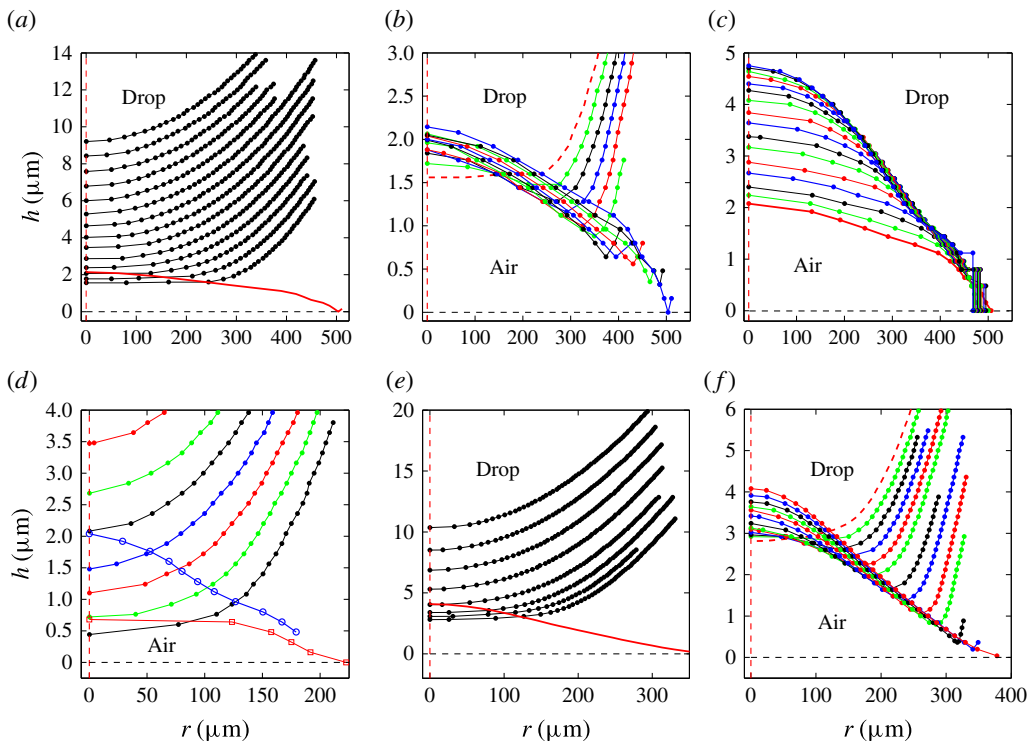 (a)
14
12
10
8
6
4
2
0
h (μm)
Drop
0 100 200 300 400 500
(b)
3.0
2.5
2.0
1.5
1.0
0.5
0
Drop
Air
0 100 200 300 400 500
(c)
5
4
3
2
1
0
Drop
Air
0 100 200 300 400 500
(d)
4.0
3.5
3.0
2.5
2.0
1.5
1.0
0.5
0
h (μm)
Air
0 50 100 150 200
r (μm)
(e)
20
15
10
5
0
Drop
Air
0 100 200 300
r (μm)
(f)
6
5
4
3
2
1
0
Drop
Air
0 100 200 300 400
r (μm)